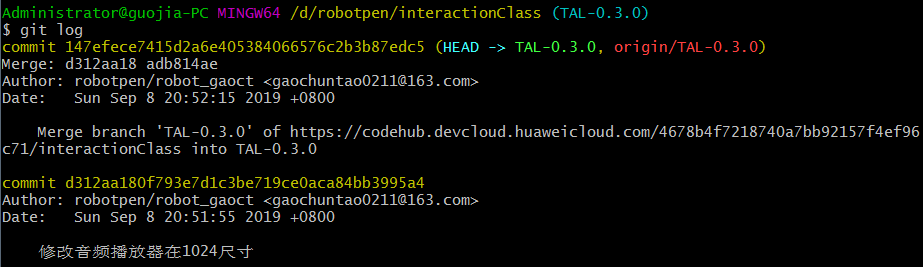 Administrator@guojia-PC MINGW64 /d/robotpen/interactionClass (TAL-0.3.0)
$ git log
commit 147efece7415d2a6e405384066576c2b3b87edc5 (HEAD -> TAL-0.3.0, origin/TAL-0.3.0)
Merge: d312aa18 adb814ae
Author: robotpen/robot_gaoct <gaochuntao0211@163.com>
Date:   Sun Sep 8 20:52:15 2019 +0800
Merge branch 'TAL-0.3.0' of https://codehub.devcloud.huaweicloud.com/4678b4f7218740a7bb92157f4ef96
c71/interactionClass into TAL-0.3.0
commit d312aa180f793e7d1c3be719ce0aca84bb3995a4
Author: robotpen/robot_gaoct <gaochuntao0211@163.com>
Date:   Sun Sep 8 20:51:55 2019 +0800
修改音频播放器在1024尺寸